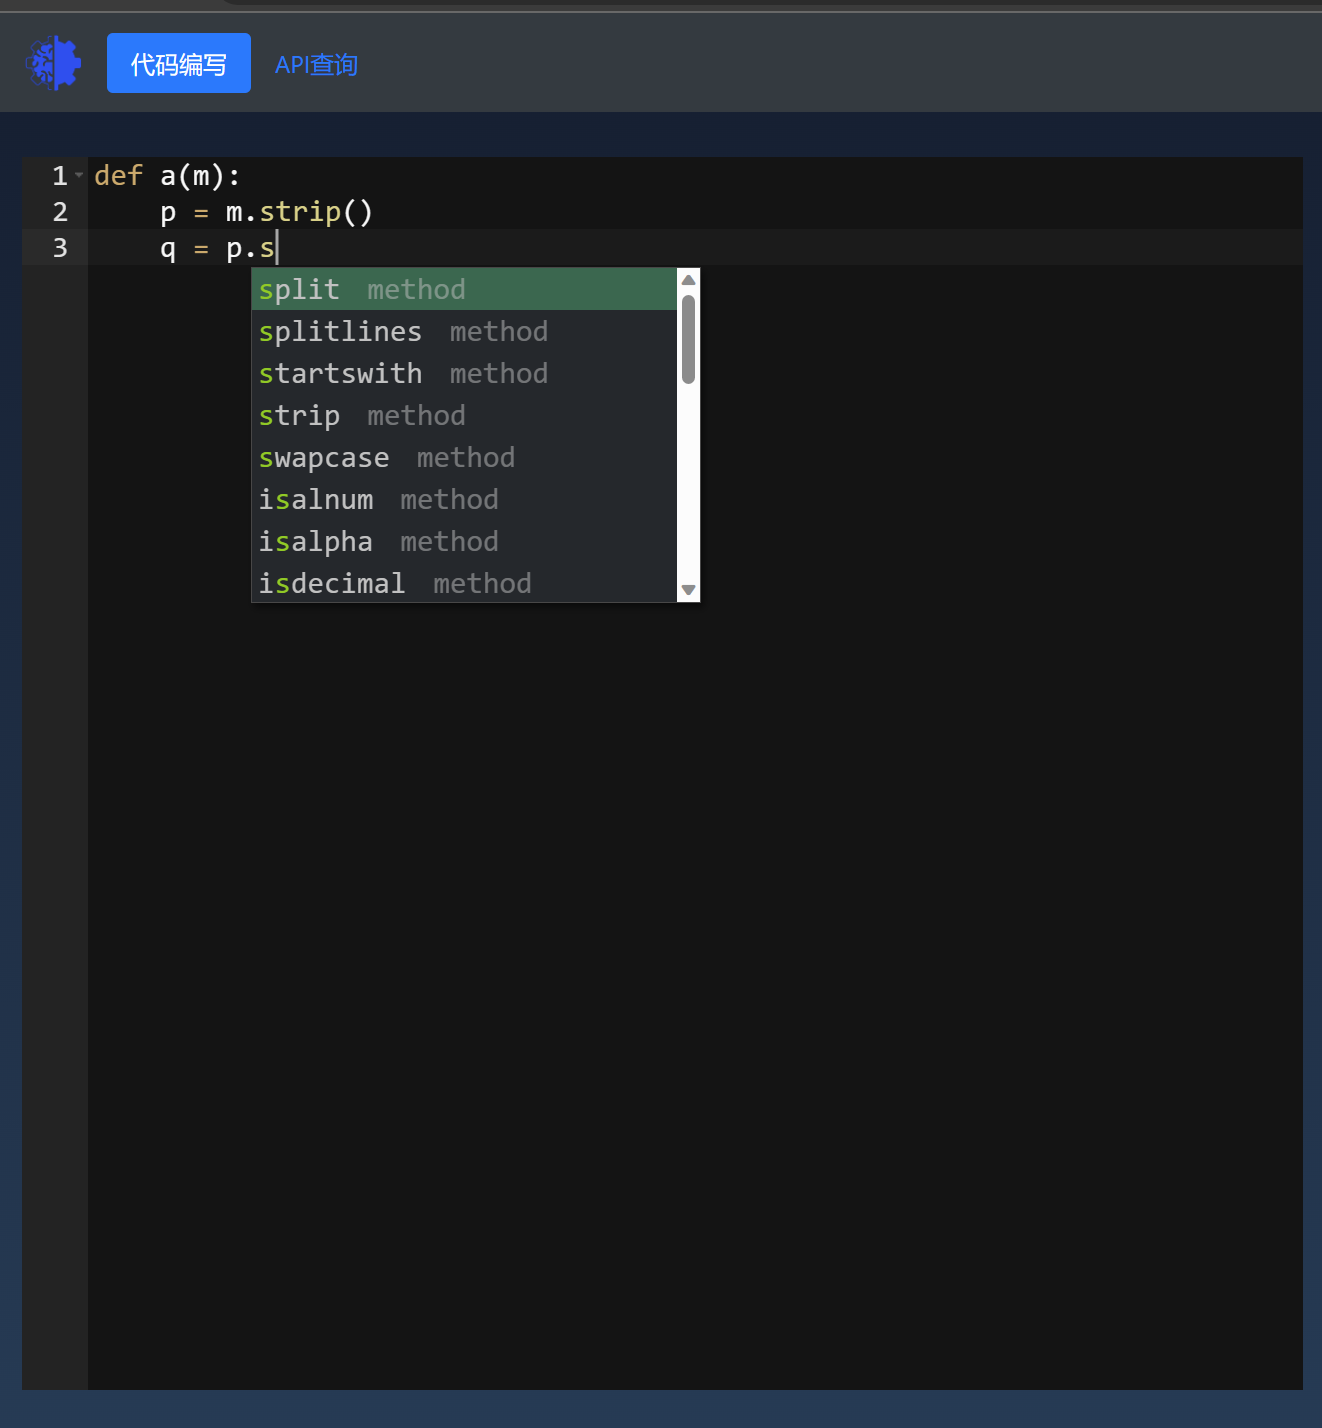 代码编写 API查询
1 def a(m):
2     p = m.strip()
3     q = p.s
split method
splitlines method
startswith method
strip method
swapcase method
isalnum method
isalpha method
isdecimal method